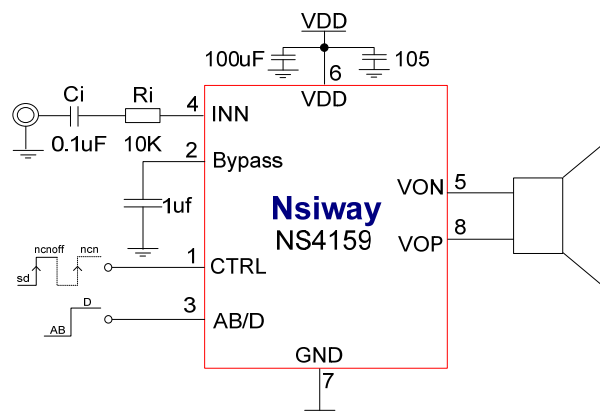 VDD
100uF
105
6
VDD
Ci
Ri
4
INN
0.1uF
10K
2
Bypass
1uf
VON
5
Nsiway
NS4159
8
VOP
ncnoff
ncn
sd
1
CTRL
D
AB
3
AB/D
GND
7